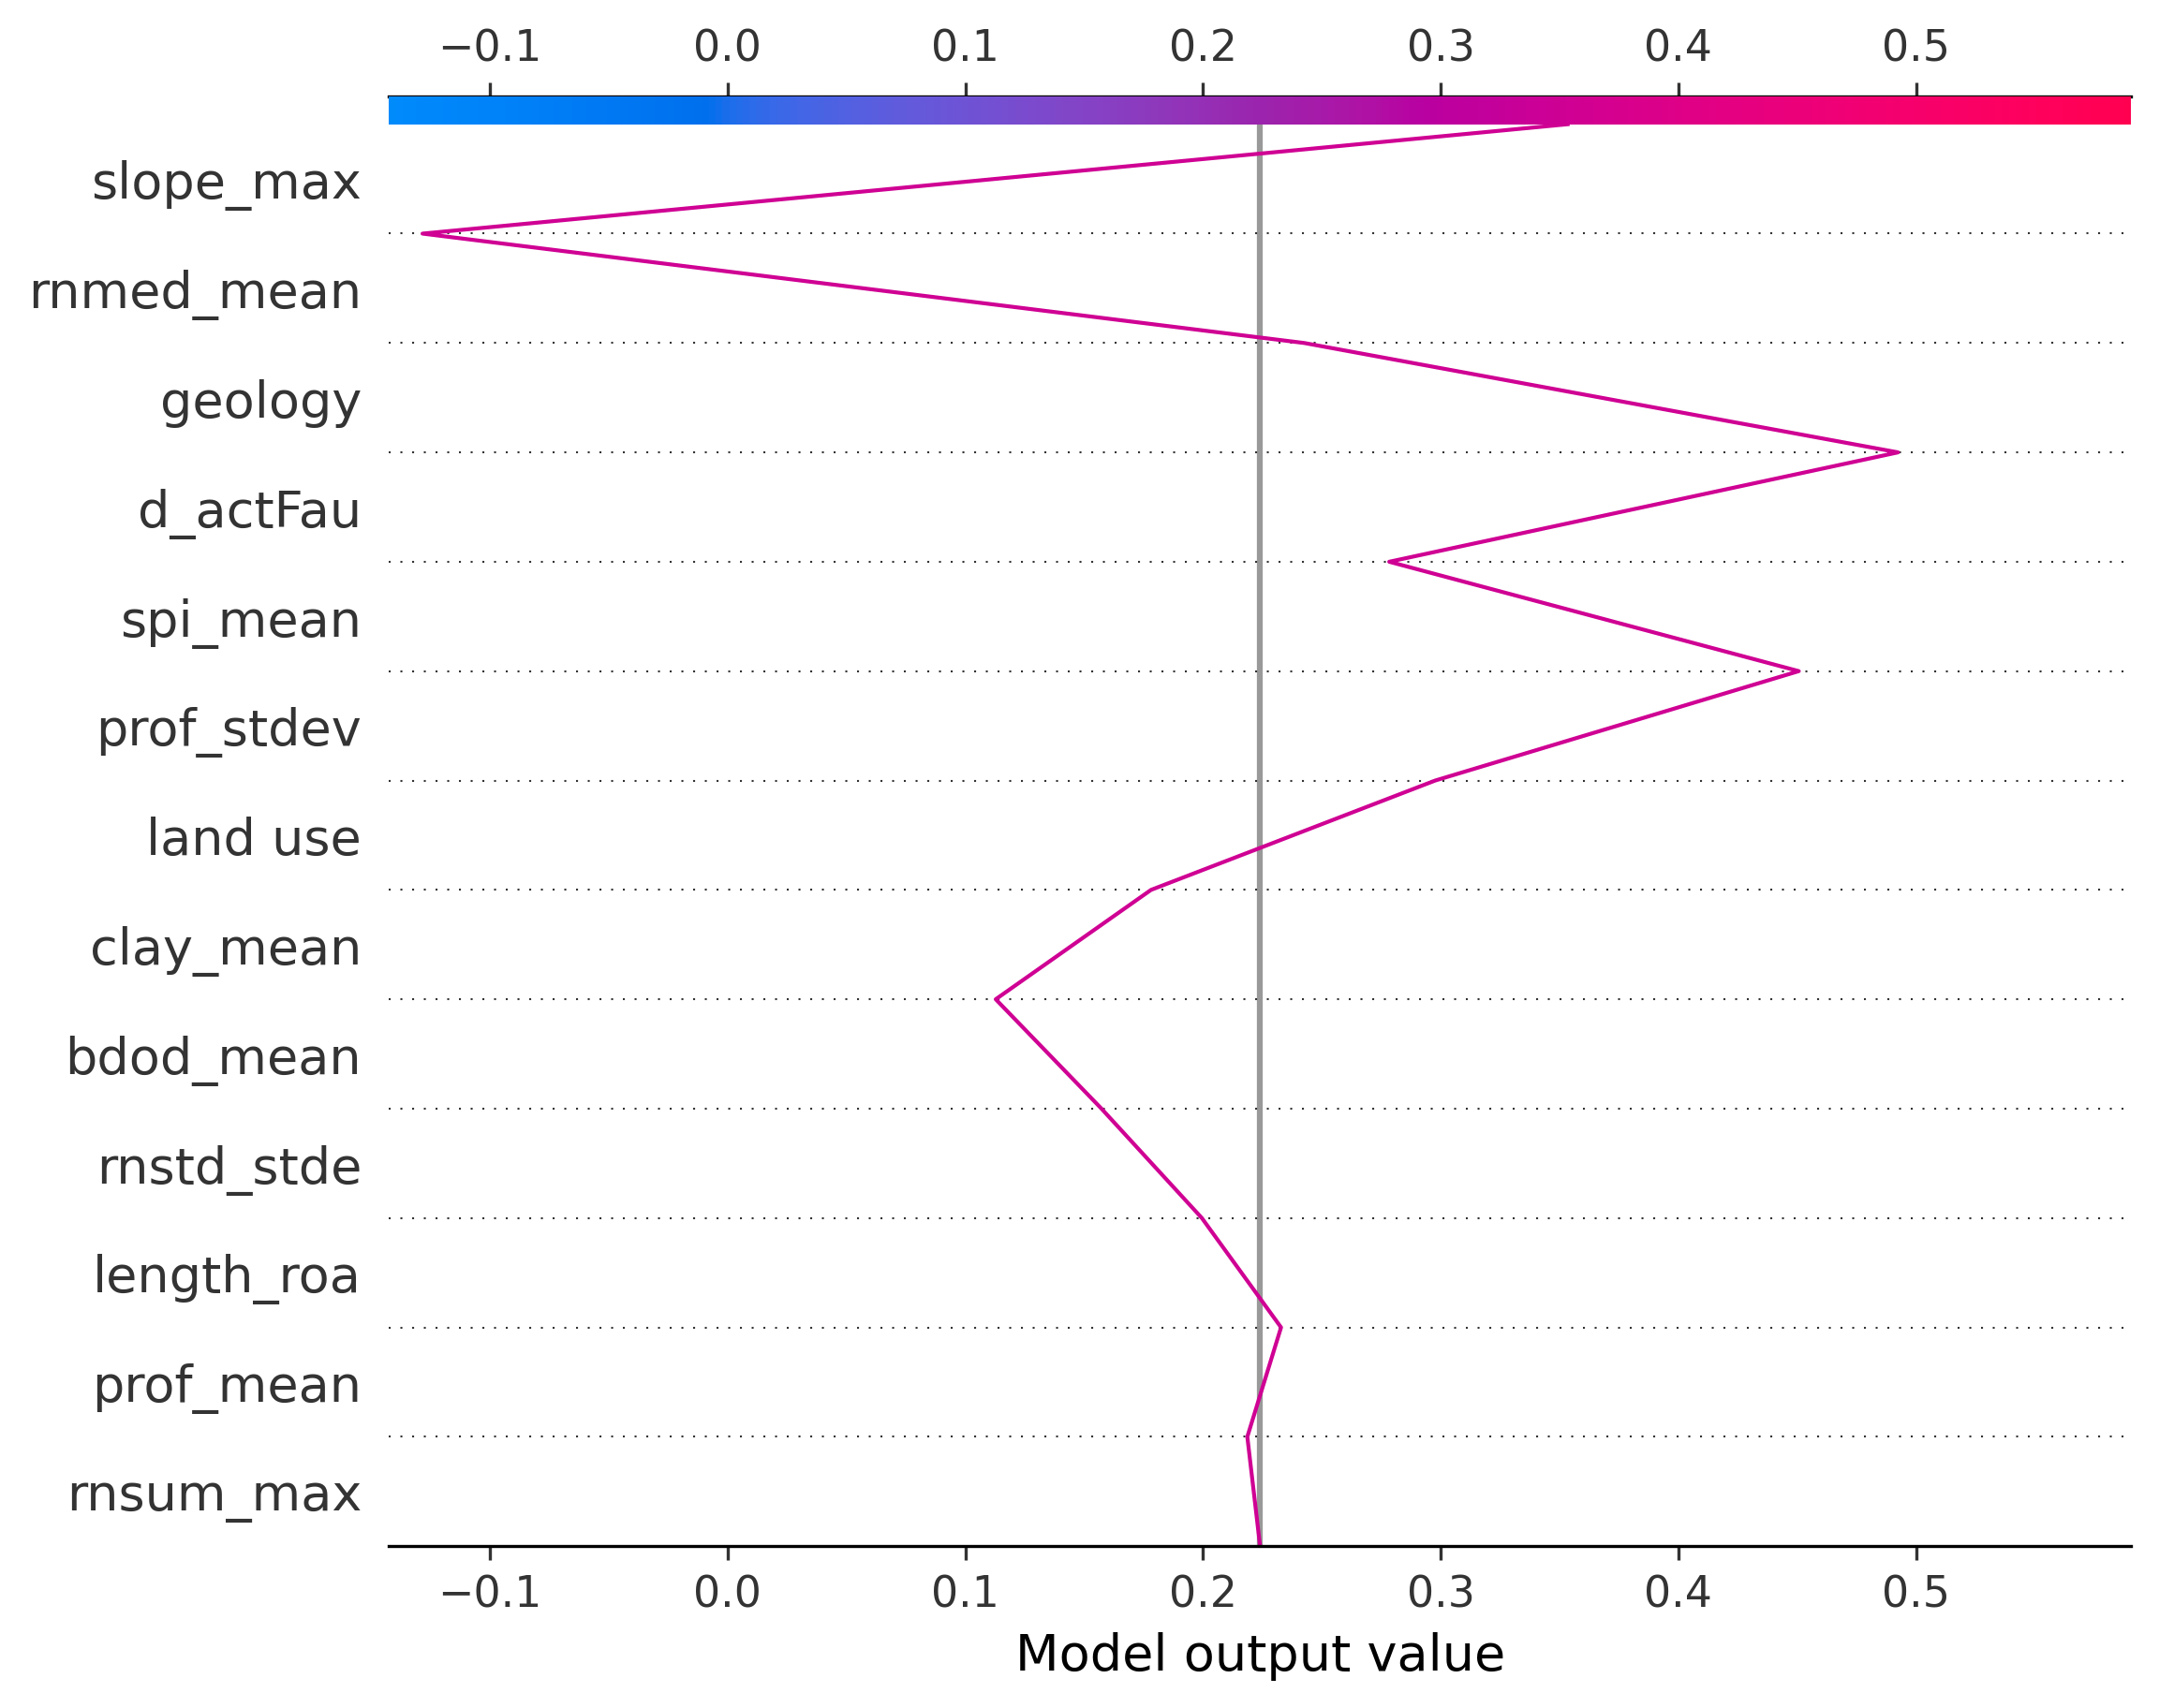 −0.1 0.0 0.1 0.2 0.3 0.4 0.5
slope_max
rnmed_mean
geology
d_actFau
spi_mean
prof_stdev
land use
clay_mean
bdod_mean
rnstd_stde
length_roa
prof_mean
rnsum_max
−0.1 0.0 0.1 0.2 0.3 0.4 0.5
Model output value